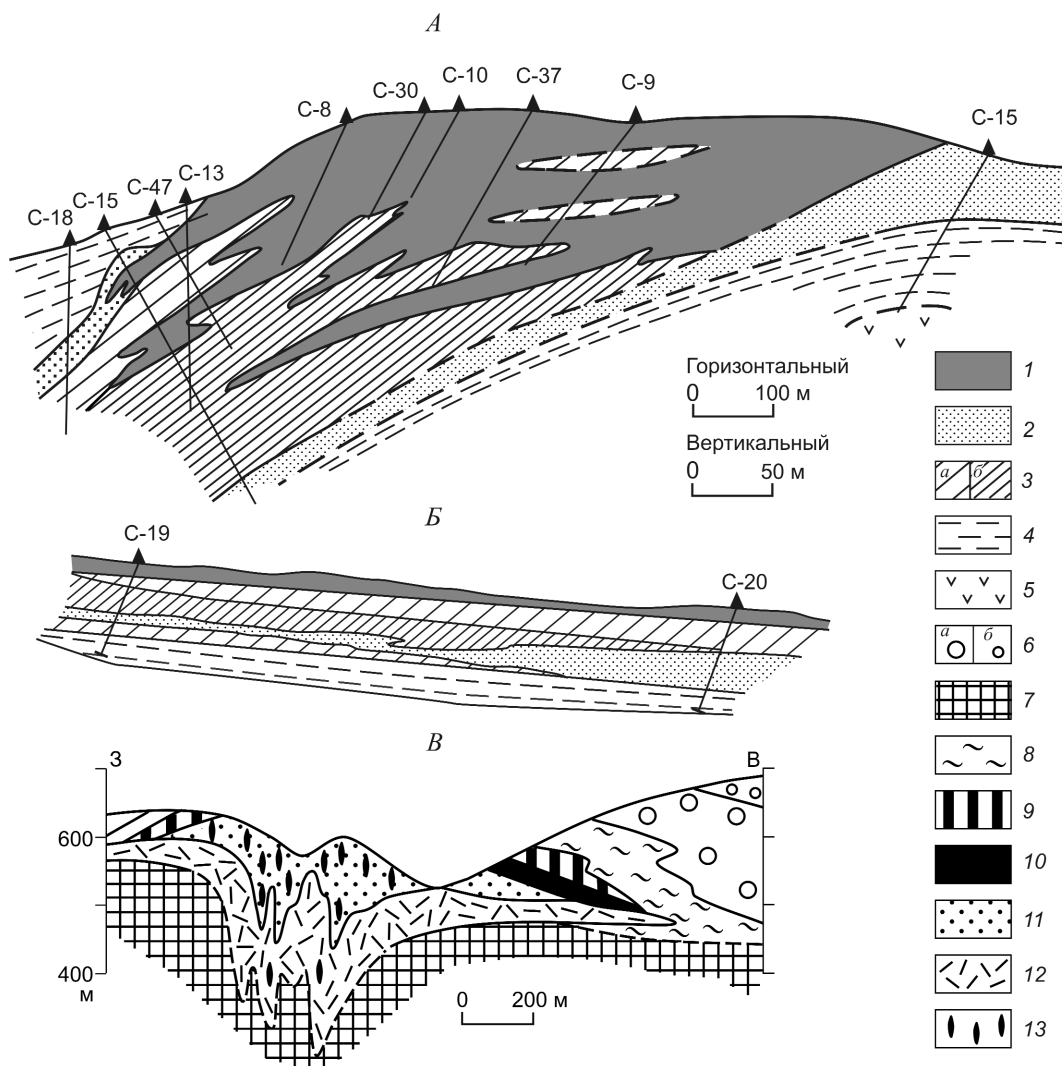 А
С-18
С-15
С-47
С-13
С-8
С-30
С-10
С-37
С-9
С-15
Горизонтальный
0 100 м
Вертикальный
0 50 м
Б
С-19
С-20
В
З
В
600
400
м
0 200 м
1
2
а б 3
4
5
а б 6
7
8
9
10
11
12
13